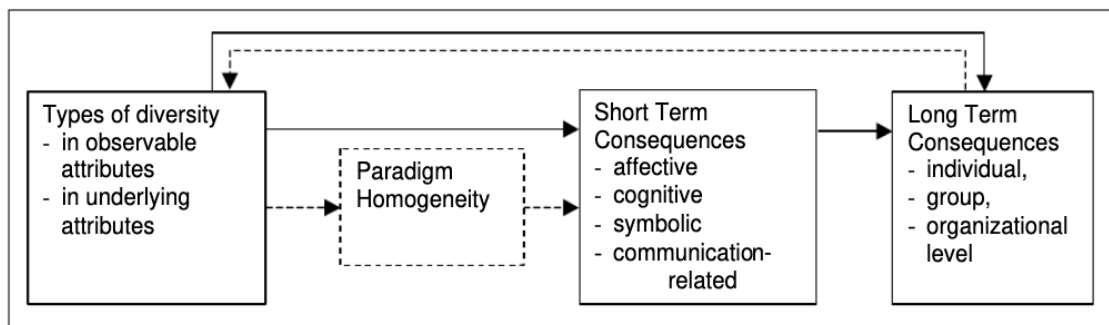 Types of diversity
- in observable
attributes
- in underlying
attributes
Paradigm
Homogeneity
Short Term
Consequences
- affective
- cognitive
- symbolic
- communication-
related
Long Term
Consequences
- individual,
- group,
- organizational
level